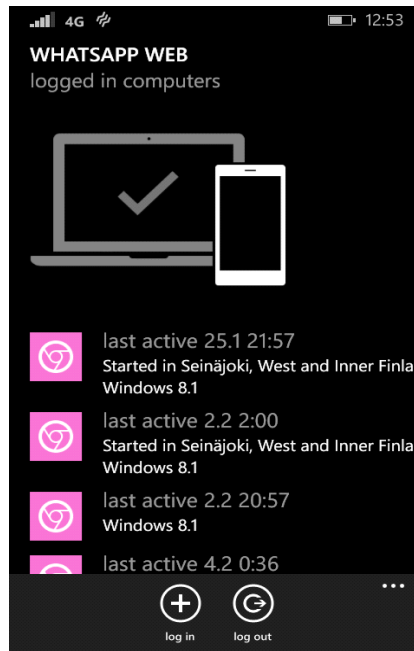 4G 12:53
WHATSAPP WEB
logged in computers
last active 25.1 21:57
Started in Seinäjoki, West and Inner Finla
Windows 8.1
last active 2.2 2:00
Started in Seinäjoki, West and Inner Finla
Windows 8.1
last active 2.2 20:57
Windows 8.1
last active 4.2 0:36
log in log out